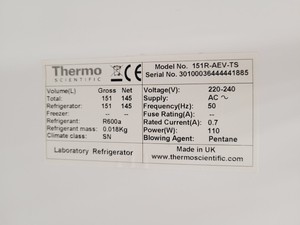 Thermo
SCIENTIFIC
Model No. 151R-AEV-TS
Serial No. 30100036444441885
Volume(L) Gross Net
Total: 151 145
Refrigerator: 151 145
Freezer: -- --
Refrigerant: R600a
Refrigerant mass: 0.018Kg
Climate class: SN
Laboratory Refrigerator
Voltage(V): 220-240
Supply: AC ~
Frequency(Hz): 50
Fuse Rating(A): --
Rated Current(A): 0.7
Power(W): 110
Blowing Agent: Pentane
Made in UK
www.thermoscientific.com